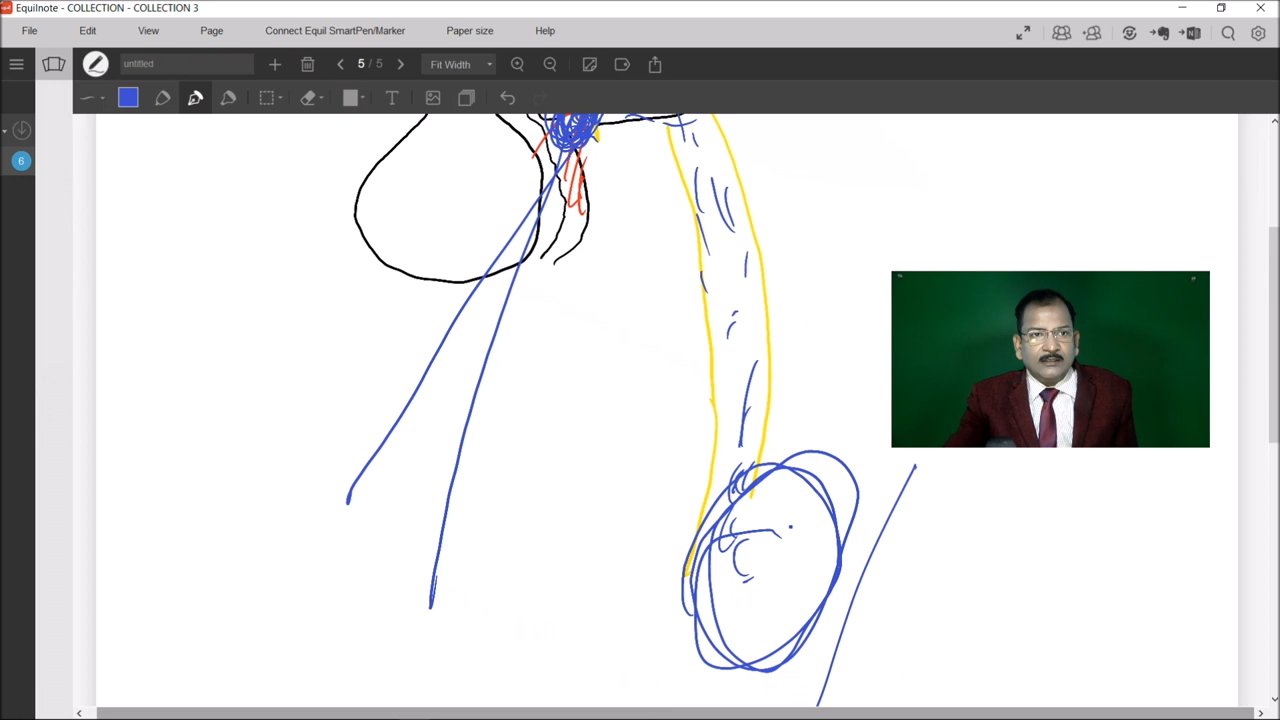 Equilnote - COLLECTION - COLLECTION 3
File Edit View Page Connect Equil SmartPen/Marker Paper size Help
untitled 5 / 5 Fit Width
T
6